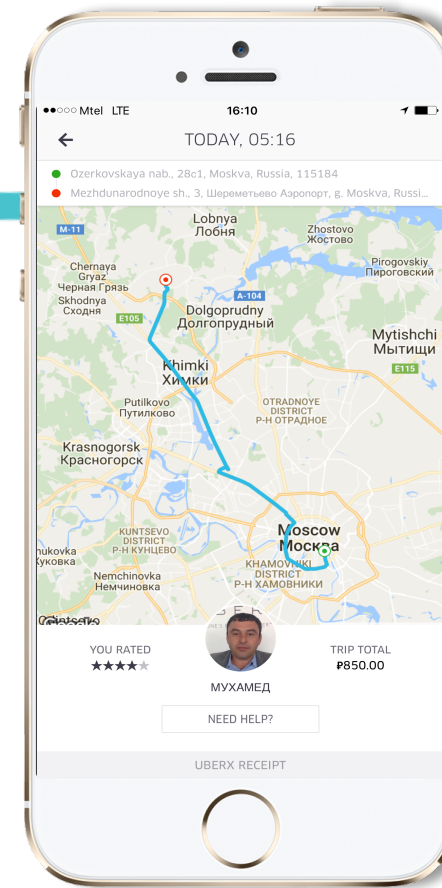 Mtel LTE 16:10
TODAY, 05:16
Ozerkovskaya nab., 28c1, Moskva, Russia, 115184
Mezhdunarodnoye sh., 3, Шереметьево Аэропорт, g. Moskva, Russi...
Lobnya
Лобня
M-11
Zhostovo
Жостово
Chernaya
Gryaz
Черная Грязь
Pirogovskiy
Пироговский
Skhodnya
Сходня
A-104
E105
Dolgoprudny
Долгопрудный
Mytishchi
Мытищи
E115
Khimki
Химки
Putilkovo
Путилково
OTRADNOYE
DISTRICT
Р-Н ОТРАДНОЕ
Krasnogorsk
Красногорск
Moscow
Москва
KUNTSEVO
DISTRICT
Р-Н КУНЦЕВО
nukovka
Жуковка
KHAMOVNIKI
DISTRICT
Р-Н ХАМОВНИКИ
Nemchinovka
Немчиновка
YOU RATED
TRIP TOTAL
₽850.00
МУХАМЕД
NEED HELP?
UBERX RECEIPT